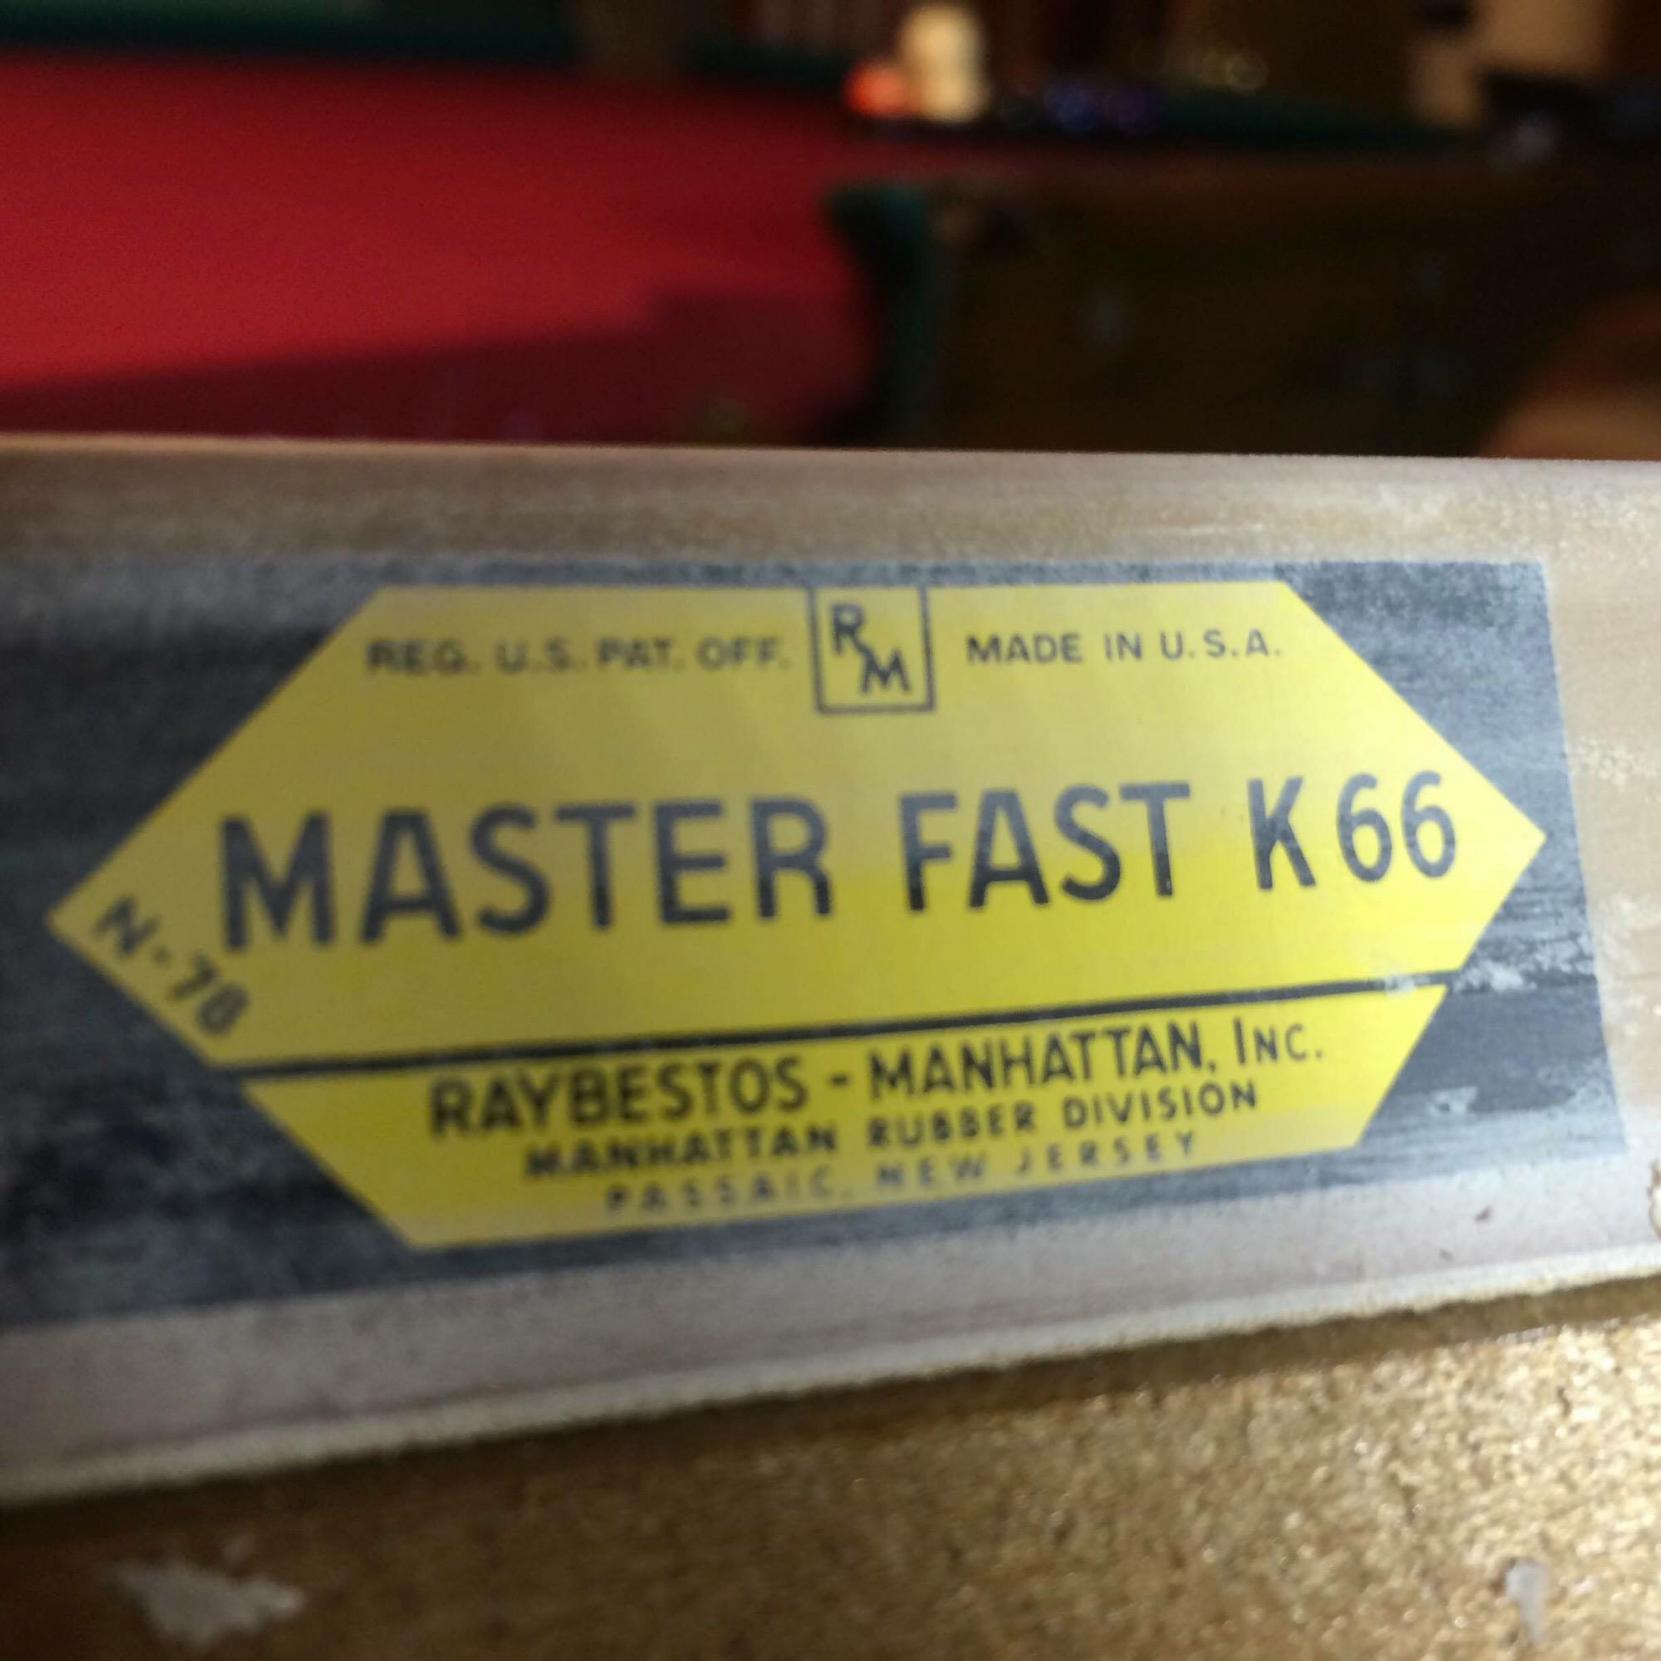 REG. U.S. PAT. OFF. RM MADE IN U.S.A.
MASTER FAST K66
N-78
RAYBESTOS - MANHATTAN, INC.
MANHATTAN RUBBER DIVISION
PASSAIC, NEW JERSEY